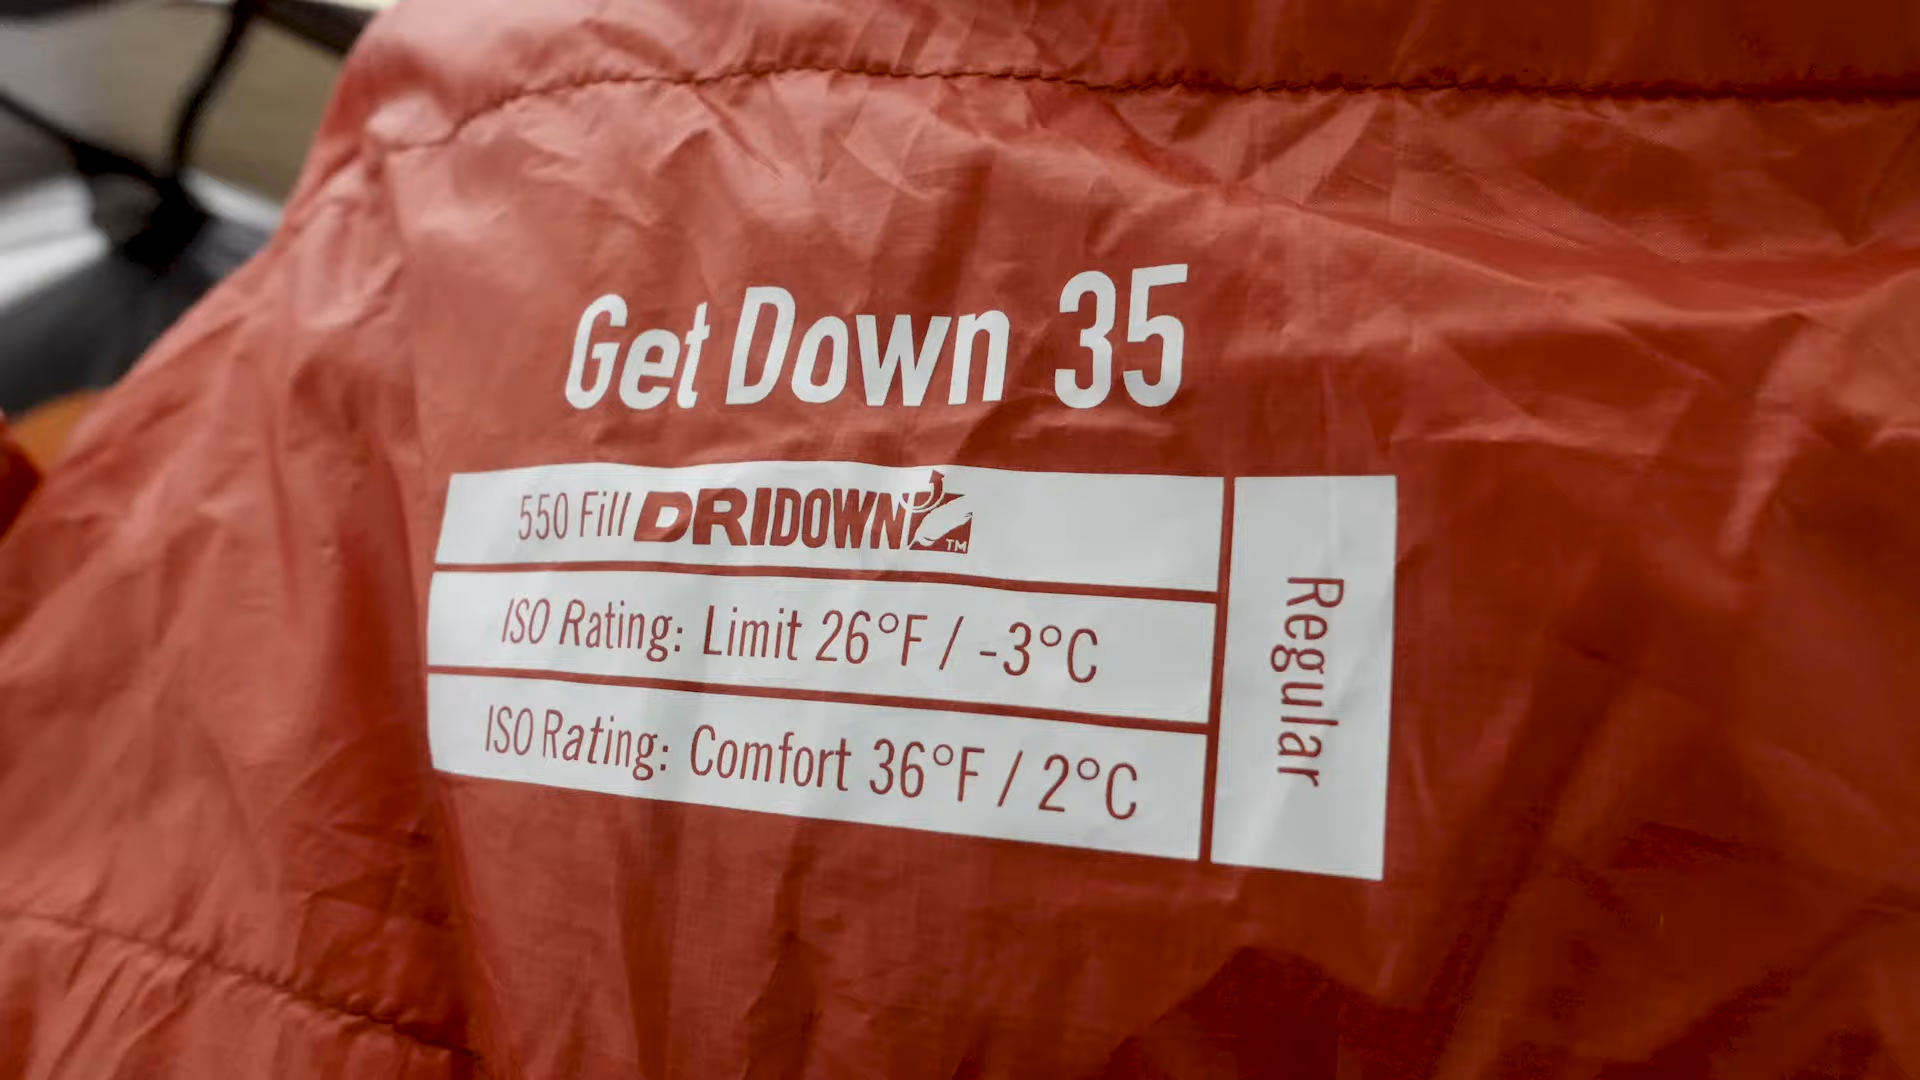 Get Down 35
550 Fill DRIDOWN™
ISO Rating: Limit 26°F / -3°C
ISO Rating: Comfort 36°F / 2°C
Regular